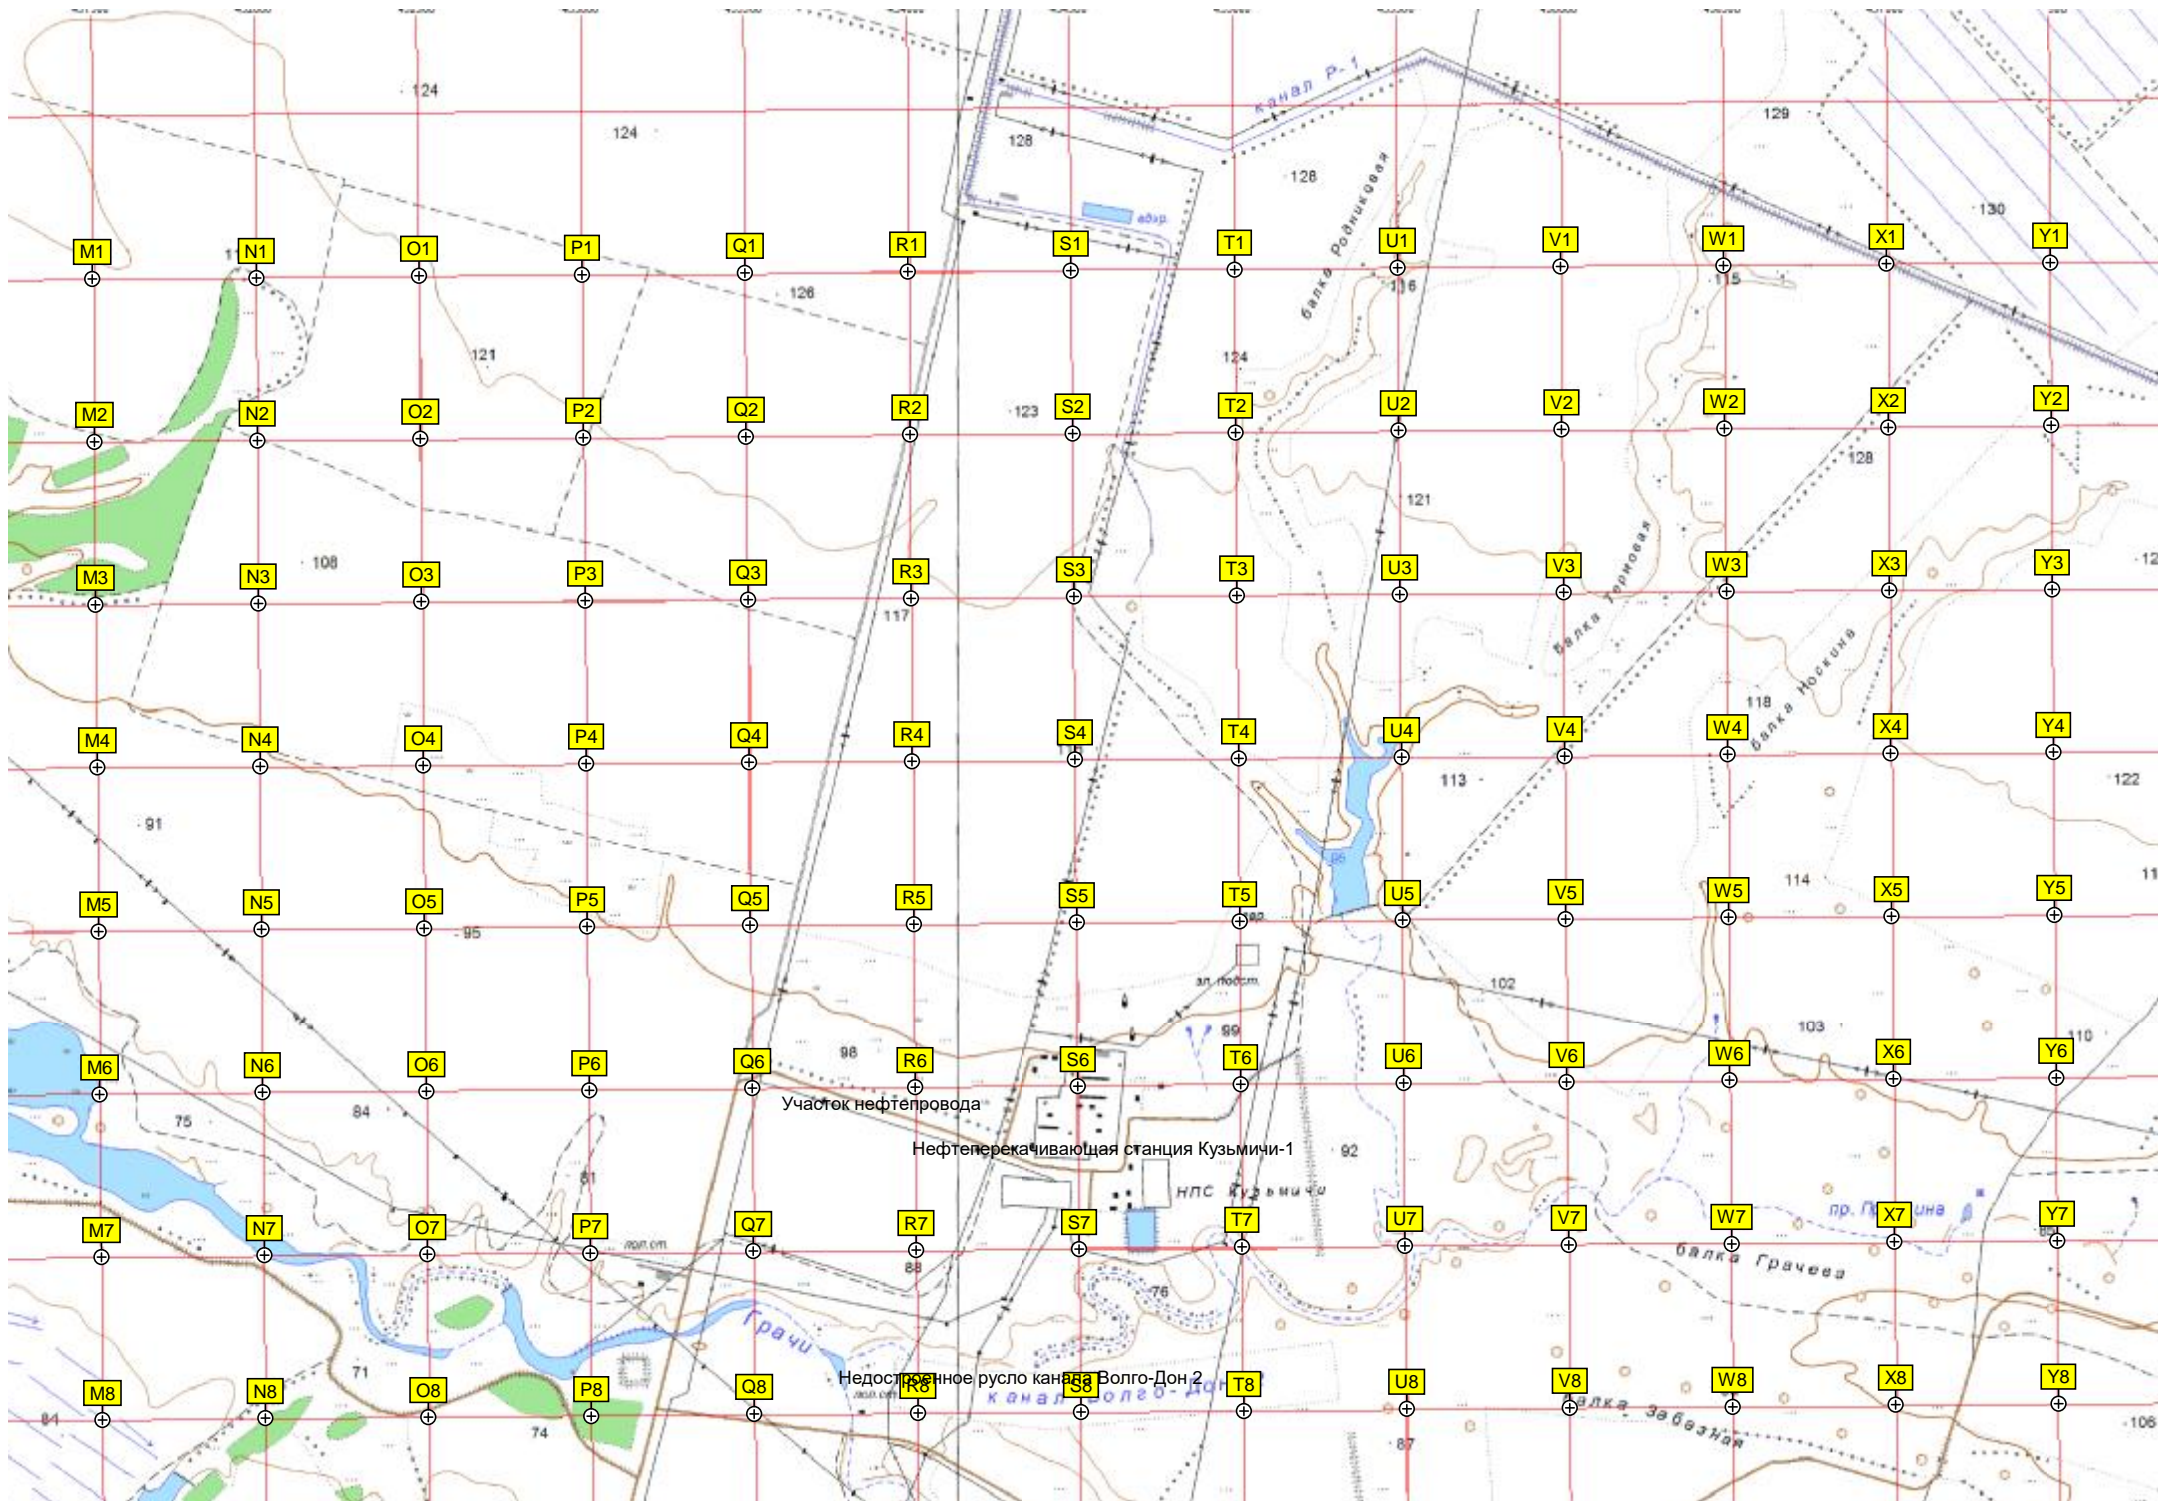 канал Р-1
124
129
124
128
128
130
вдхр.
балка Родниковая
M1 N1 O1 P1 Q1 R1 S1 T1 U1 V1 W1 X1 Y1
116
115
126
121
124
M2 N2 O2 P2 Q2 R2 S2 T2 U2 V2 W2 X2 Y2
123
128
121
108
балка Терновая
M3 N3 O3 P3 Q3 R3 S3 T3 U3 V3 W3 X3 Y3
117
балка Носкина
118
M4 N4 O4 P4 Q4 R4 S4 T4 U4 V4 W4 X4 Y4
113
122
91
114
M5 N5 O5 P5 Q5 R5 S5 T5 U5 V5 W5 X5 Y5
95
эл. подст.
102
99
103
110
98
M6 N6 O6 P6 Q6 R6 S6 T6 U6 V6 W6 X6 Y6
Участок нефтепровода
84
75
Нефтеперекачивающая станция Кузьмичи-1
92
81
НПС Кузьмичи
M7 N7 O7 P7 Q7 R7 S7 T7 U7 V7 W7 X7 Y7
85
пол.ст.
88
балка Грачева
76
Грачи
71
Недостроенное русло канала Волго-Дон 2
M8 N8 O8 P8 Q8 R8 S8 T8 U8 V8 W8 X8 Y8
84
74
87
106